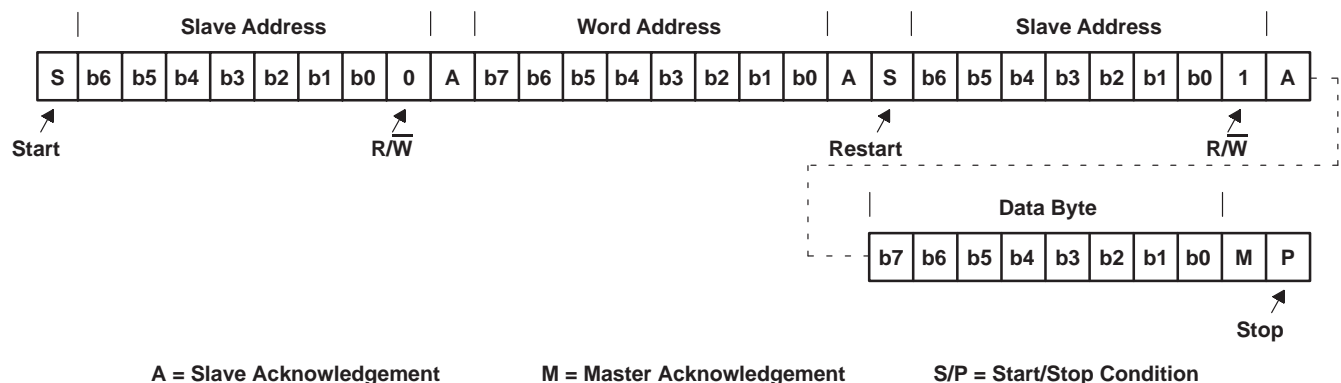 Slave Address Word Address Slave Address
S b6 b5 b4 b3 b2 b1 b0 0 A b7 b6 b5 b4 b3 b2 b1 b0 A S b6 b5 b4 b3 b2 b1 b0 1 A
Start R/W̅ Restart R/W̅
Data Byte
b7 b6 b5 b4 b3 b2 b1 b0 M P
Stop
A = Slave Acknowledgement M = Master Acknowledgement S/P = Start/Stop Condition